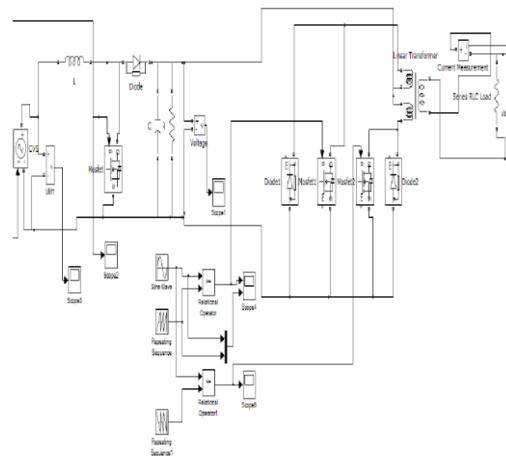 L
Diode
CVS
Mosfet
C
R
Voltage
Scope1
Scope2
Scope3
Linear Transformer
Current Measurement
Series RLC Load
Diode1
Mosfet1
Mosfet2
Diode2
Sine Wave
Relational
Operator
Scope4
Repeating
Sequence
Relational
Operator1
Repeating
Sequence1